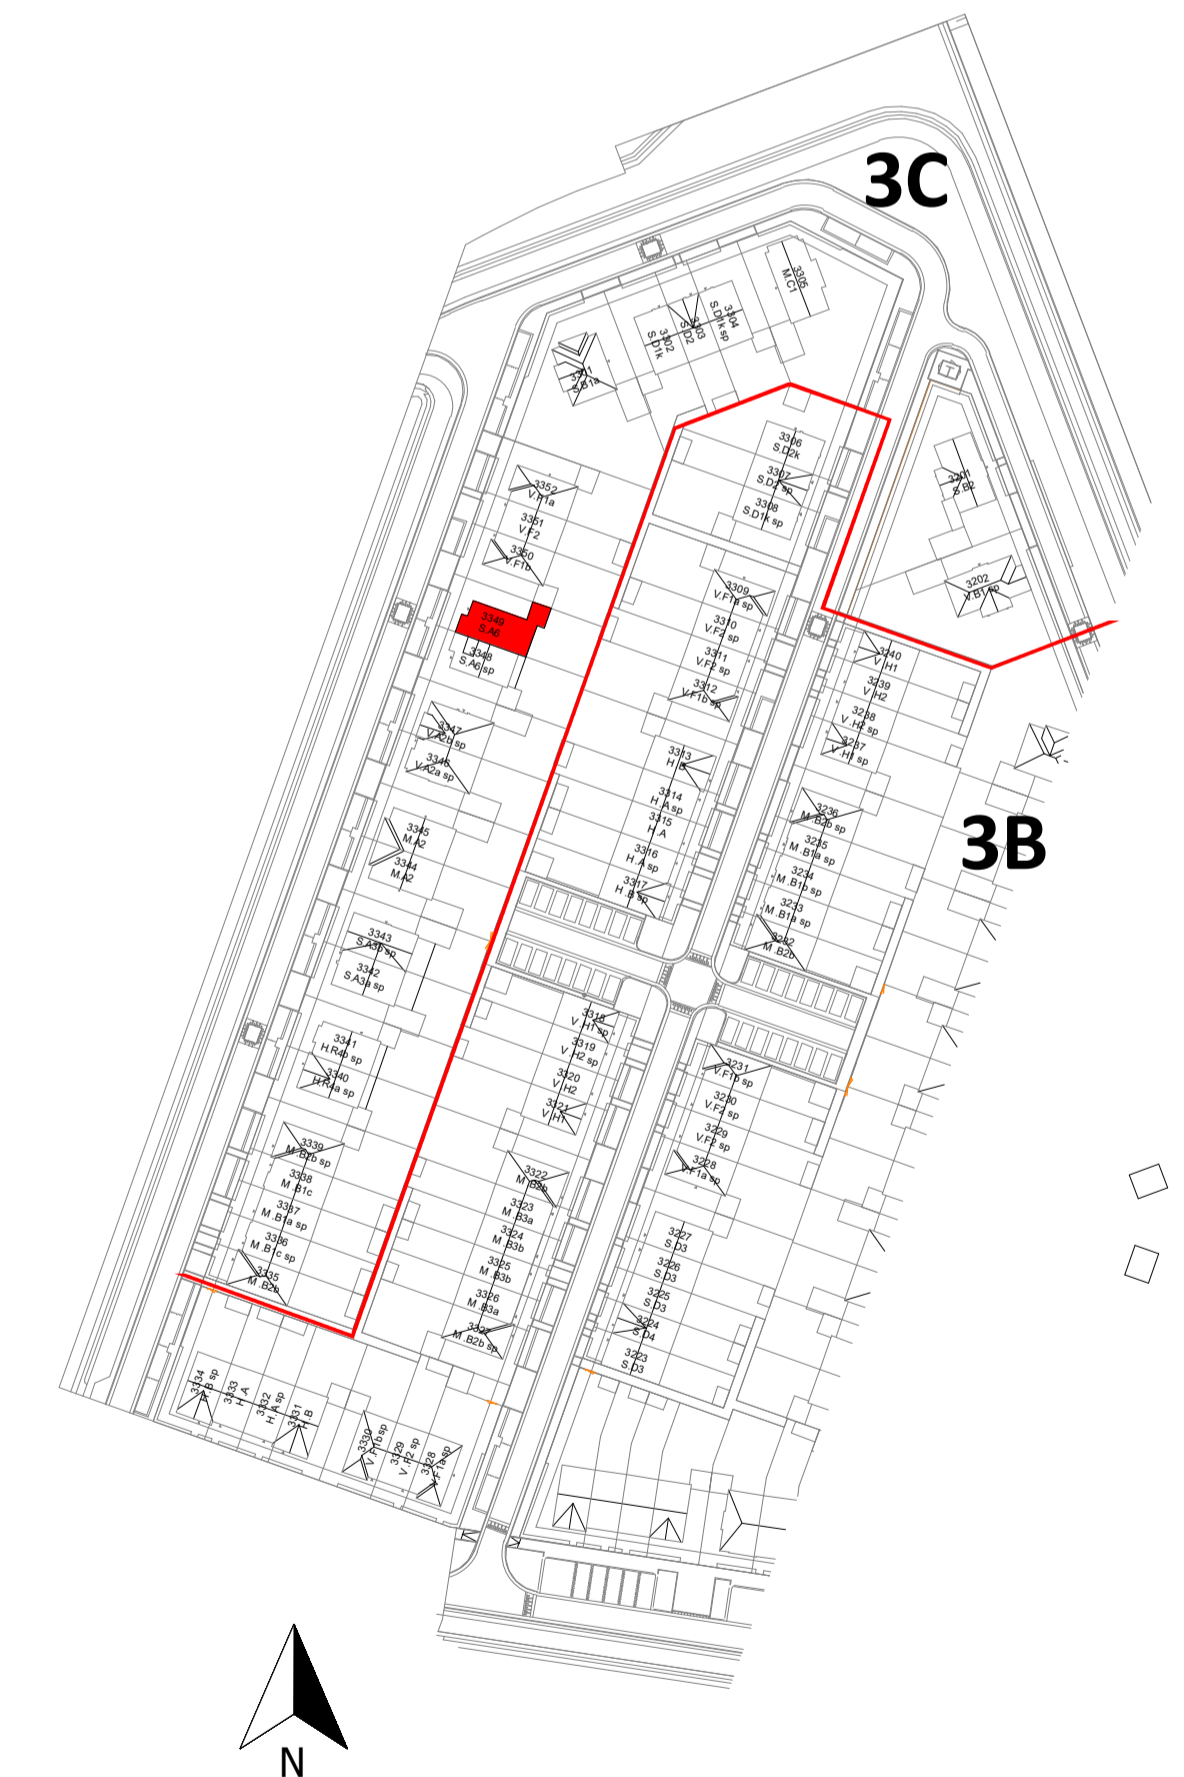 3C
3305
M.C1
3304
S.D1k sp
3303
S.D2
3302
S.D1k
3301
S.B1a
3306
S.D2k
3307
S.D2 sp
3308
S.D1k sp
3201
S.B2
3202
V.B1 sp
3352
V.F1a
3351
V.F2
3350
V.F1b
3349
S.A6
3348
S.A6 sp
3347
V.A2b sp
3346
V.A2a sp
3345
M.A2
3344
M.A2
3343
S.A3b sp
3342
S.A3a sp
3341
H.R4b sp
3340
H.R4a sp
3339
M.B2b sp
3338
M.B1c
3337
M.B1a sp
3336
M.B1c sp
3335
M.B2b
3309
V.F1a sp
3310
V.F2 sp
3311
V.F2 sp
3312
V.F1b sp
3313
H.B
3314
H.A sp
3315
H.A
3316
H.A sp
3317
H.B sp
3240
V.H1
3239
V.H2
3238
V.H2 sp
3237
V.H1 sp
3B
3236
M.B2b sp
3235
M.B1a sp
3234
M.B1b sp
3233
M.B1a sp
3232
M.B2b
3318
V.H1 sp
3319
V.H2 sp
3320
V.H2
3321
V.H1
3231
V.F1b sp
3230
V.F2 sp
3229
V.F2 sp
3228
V.F1a sp
3322
3323
M.B3a
3324
M.B3b
3325
M.B3b
3326
M.B3a
3327
M.B2b sp
3227
S.D3
3226
S.D3
3225
S.D3
3224
S.D4
3223
S.D3
3334
H.B sp
3333
H.A
3332
H.A sp
3331
H.B
3330
V.F1b sp
3329
V.F2 sp
3328
V.F1a sp
T
N